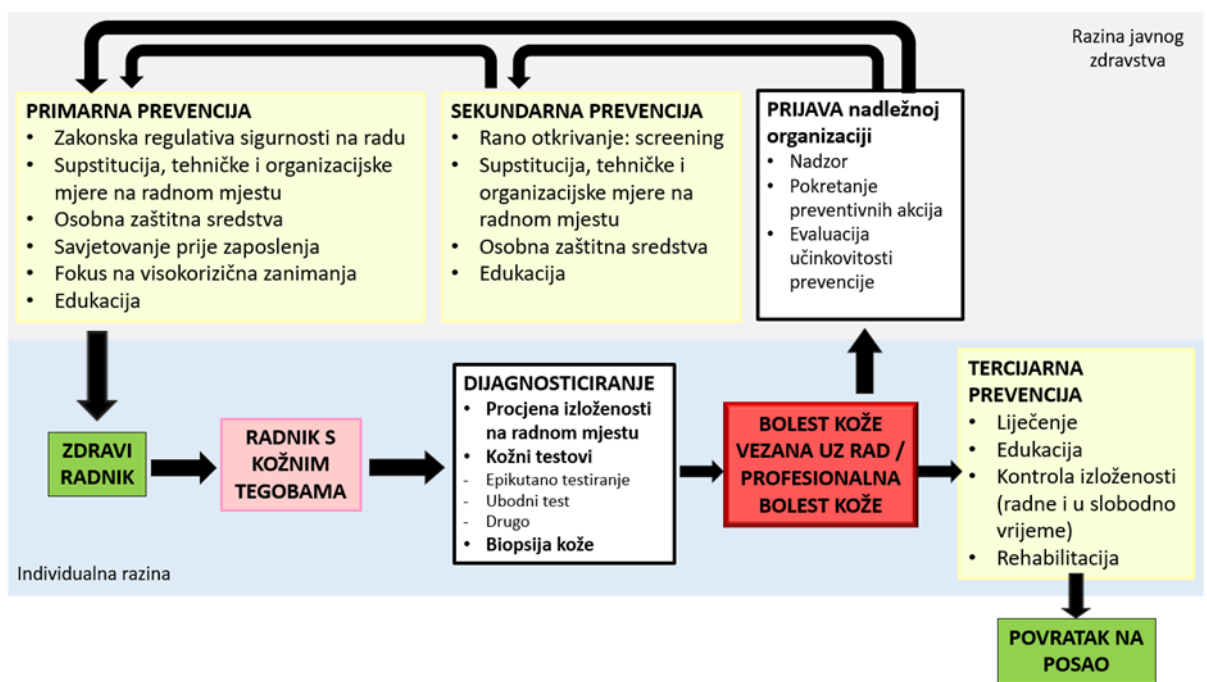 Razina javnog
zdravstva
PRIMARNA PREVENCIJA
• Zakonska regulativa sigurnosti na radu
• Supstitucija, tehničke i organizacijske
mjere na radnom mjestu
• Osobna zaštitna sredstva
• Savjetovanje prije zaposlenja
• Fokus na visokorizična zanimanja
• Edukacija
SEKUNDARNA PREVENCIJA
• Rano otkrivanje: screening
• Supstitucija, tehničke i
organizacijske mjere na
radnom mjestu
• Osobna zaštitna sredstva
• Edukacija
PRIJAVA nadležnoj
organizaciji
• Nadzor
• Pokretanje
preventivnih akcija
• Evaluacija
učinkovitosti
prevencije
ZDRAVI
RADNIK
RADNIK S
KOŽNIM
TEGOBAMA
DIJAGNOSTICIRANJE
• Procjena izloženosti
na radnom mjestu
• Kožni testovi
- Epikutano testiranje
- Ubodni test
- Drugo
• Biopsija kože
BOLEST KOŽE
VEZANA UZ RAD /
PROFESIONALNA
BOLEST KOŽE
TERCIJARNA
PREVENCIJA
• Liječenje
• Edukacija
• Kontrola izloženosti
(radne i u slobodno
vrijeme)
• Rehabilitacija
Individualna razina
POVRATAK NA
POSAO